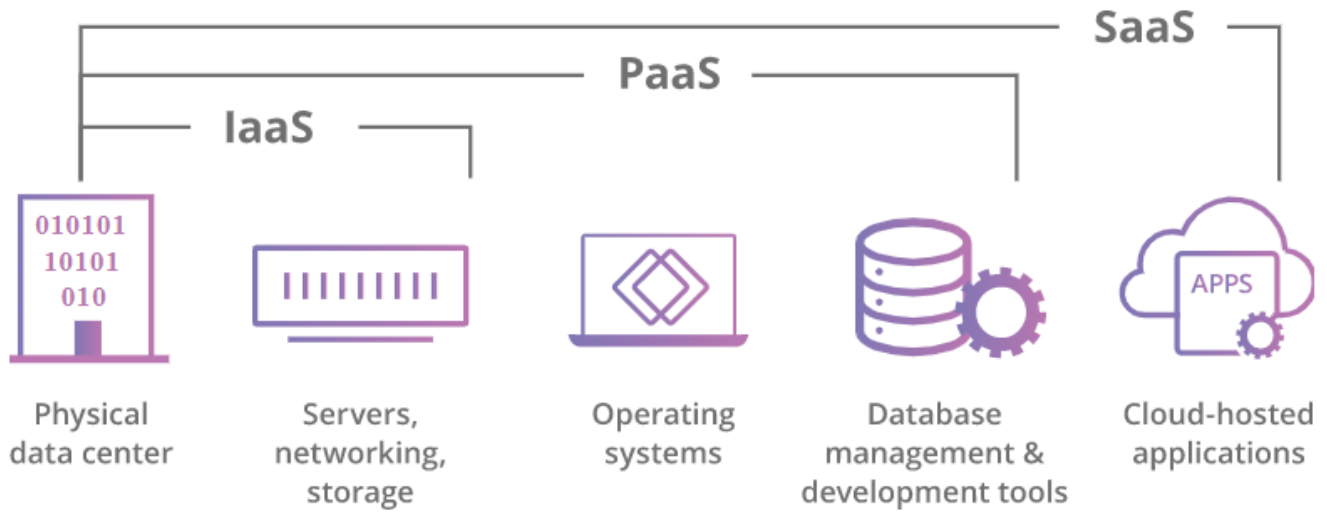 SaaS
PaaS
IaaS
010101
10101
010
APPS
Physical
data center
Servers,
networking,
storage
Operating
systems
Database
management &
development tools
Cloud-hosted
applications